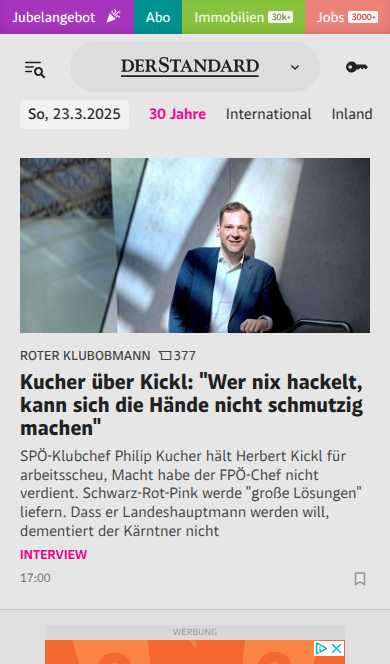 Jubelangebot Abo Immobilien 30k+ Jobs 3000+
DERSTANDARD
So, 23.3.2025 30 Jahre International Inland
ROTER KLUBOBMANN 377
Kucher über Kickl: "Wer nix hackelt,
kann sich die Hände nicht schmutzig
machen"
SPÖ-Klubchef Philip Kucher hält Herbert Kickl für
arbeitsscheu, Macht habe der FPÖ-Chef nicht
verdient. Schwarz-Rot-Pink werde "große Lösungen"
liefern. Dass er Landeshauptmann werden will,
dementiert der Kärntner nicht
INTERVIEW
17:00
WERBUNG